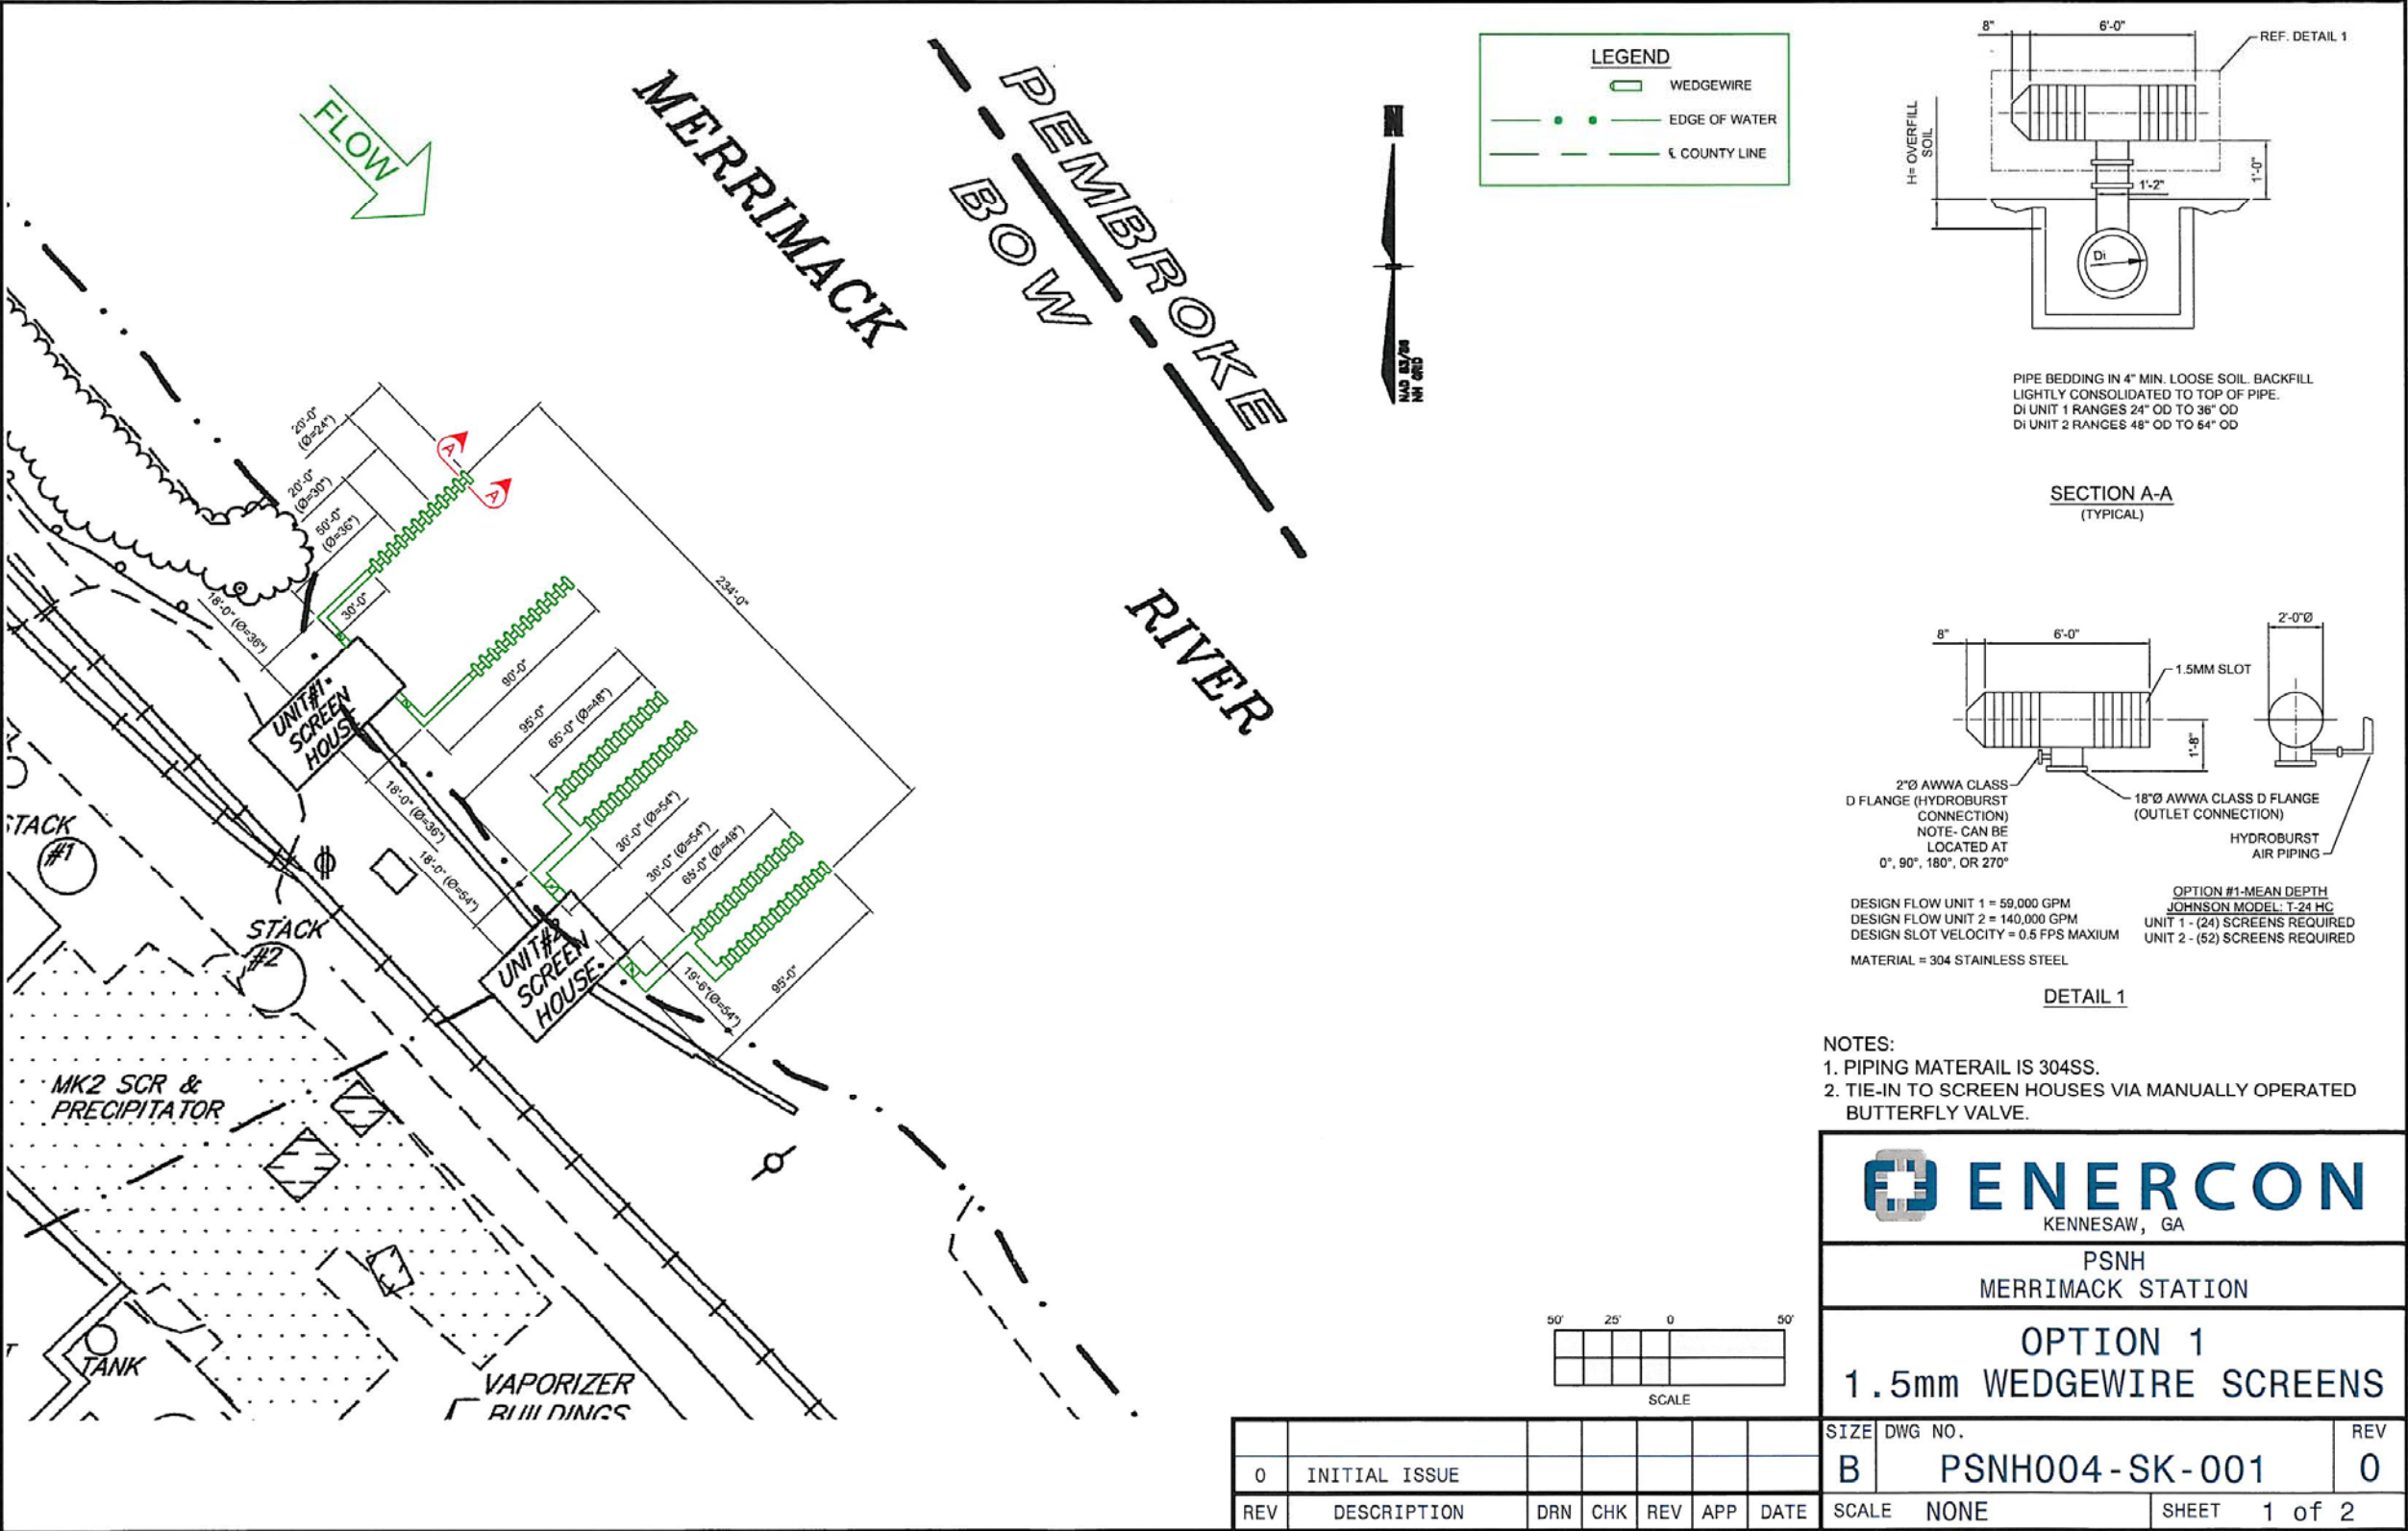 FLOW
MERRIMACK
RIVER
PEMBROKE
BOW
LEGEND
WEDGEWIRE
EDGE OF WATER
℄ COUNTY LINE
N
NAD 83/86
NH GRID
8"
6'-0"
REF. DETAIL 1
H= OVERFILL
SOIL
1'-2"
1'-0"
Di
PIPE BEDDING IN 4" MIN. LOOSE SOIL. BACKFILL
LIGHTLY CONSOLIDATED TO TOP OF PIPE.
Di UNIT 1 RANGES 24" OD TO 36" OD
Di UNIT 2 RANGES 48" OD TO 54" OD
SECTION A-A
(TYPICAL)
20'-0"
(Ø=24")
20'-0"
(Ø=30")
50'-0"
(Ø=36")
A
A
18'-0" (Ø=36")
30'-0"
234'-0"
90'-0"
95'-0"
65'-0" (Ø=48")
18'-0" (Ø=36")
30'-0" (Ø=54")
30'-0" (Ø=54")
65'-0" (Ø=48")
18'-0" (Ø=54")
19'-6" (Ø=54")
95'-0"
UNIT#1
SCREEN
HOUSE
UNIT#2
SCREEN
HOUSE
STACK
#1
STACK
#2
MK2 SCR &
PRECIPITATOR
TANK
VAPORIZER
BUILDINGS
8"
6'-0"
2'-0"Ø
1.5MM SLOT
1'-8"
2"Ø AWWA CLASS
D FLANGE (HYDROBURST
CONNECTION)
NOTE- CAN BE
LOCATED AT
0°, 90°, 180°, OR 270°
18"Ø AWWA CLASS D FLANGE
(OUTLET CONNECTION)
HYDROBURST
AIR PIPING
DESIGN FLOW UNIT 1 = 59,000 GPM
DESIGN FLOW UNIT 2 = 140,000 GPM
DESIGN SLOT VELOCITY = 0.5 FPS MAXIUM
MATERIAL = 304 STAINLESS STEEL
OPTION #1-MEAN DEPTH
JOHNSON MODEL: T-24 HC
UNIT 1 - (24) SCREENS REQUIRED
UNIT 2 - (52) SCREENS REQUIRED
DETAIL 1
NOTES:
1. PIPING MATERAIL IS 304SS.
2. TIE-IN TO SCREEN HOUSES VIA MANUALLY OPERATED
BUTTERFLY VALVE.
ENERCON
KENNESAW, GA
PSNH
MERRIMACK STATION
OPTION 1
1.5mm WEDGEWIRE SCREENS
50' 25' 0 50'
SCALE
SIZE DWG NO. REV
B PSNH004-SK-001 0
SCALE NONE SHEET 1 of 2
0 INITIAL ISSUE
REV DESCRIPTION DRN CHK REV APP DATE